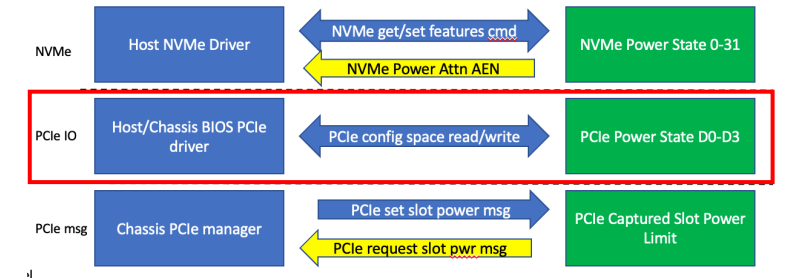 NVMe
Host NVMe Driver
NVMe get/set features cmd
NVMe Power Attn AEN
NVMe Power State 0-31
PCIe IO
Host/Chassis BIOS PCIe
driver
PCIe config space read/write
PCIe Power State D0-D3
PCIe msg
Chassis PCIe manager
PCIe set slot power msg
PCIe request slot pwr msg
PCIe Captured Slot Power
Limit